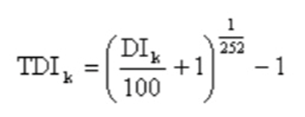 TDI_k = (DI_k/100 + 1)^(1/252) − 1